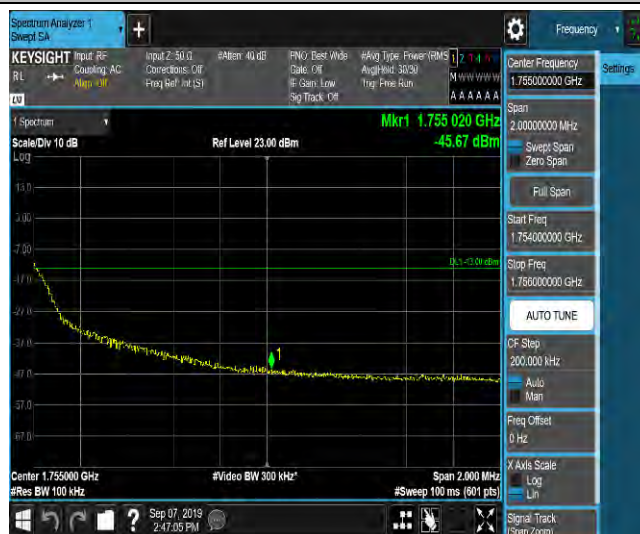 Spectrum Analyzer 1
Swept SA
Frequency
KEYSIGHT
Input: RF
Coupling: AC
Align: Off
Input Z: 50 Ω
Corrections: Off
Freq Ref: Int (S)
#Atten: 40 dB
PNO: Best Wide
Gate: Off
IF Gain: Low
Sig Track: Off
#Avg Type: Power (RMS
Avg|Hold: 30/30
Trig: Free Run
RL
M W W W W W
A A A A A A
1 Spectrum
Mkr1 1.755 020 GHz
Scale/Div 10 dB
Ref Level 23.00 dBm
-45.67 dBm
Log
13.0
3.00
-7.00
DL1 -13.00 dBm
-17.0
-27.0
-37.0
1
-47.0
-57.0
-67.0
Center 1.755000 GHz
#Video BW 300 kHz*
Span 2.000 MHz
#Res BW 100 kHz
#Sweep 100 ms (601 pts)
Sep 07, 2019
2:47:05 PM
Center Frequency
1.755000000 GHz
Settings
Span
2.00000000 MHz
Swept Span
Zero Span
Full Span
Start Freq
1.754000000 GHz
Stop Freq
1.756000000 GHz
AUTO TUNE
CF Step
200.000 kHz
Auto
Man
Freq Offset
0 Hz
X Axis Scale
Log
Lin
Signal Track
(Span Zoom)